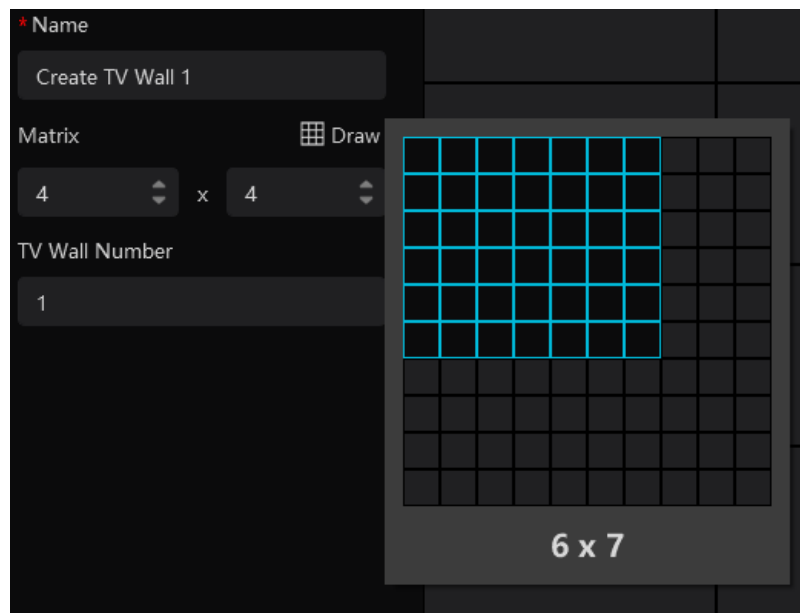 * Name
Create TV Wall 1
Matrix Draw
4 x 4
TV Wall Number
1
6 x 7